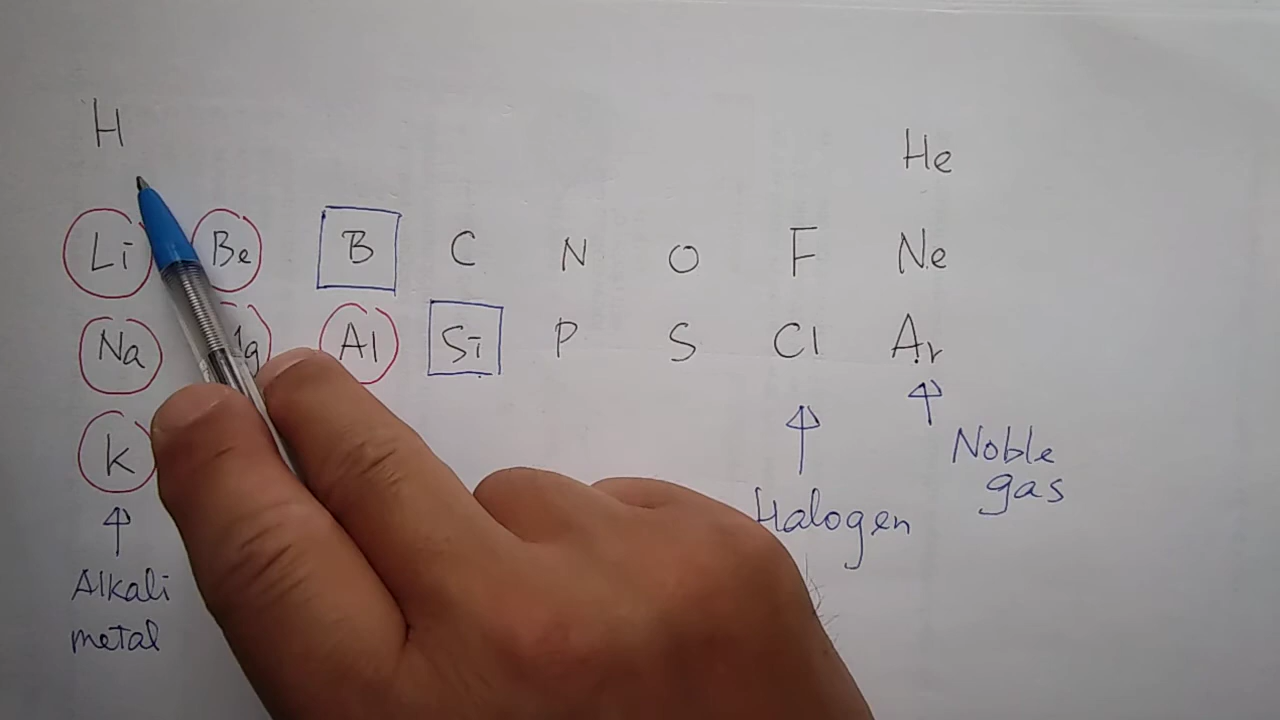 H He
Li Be B C N O F Ne
Na Al Si P S Cl Ar
K
Alkali
metal
Halogen
Noble
gas